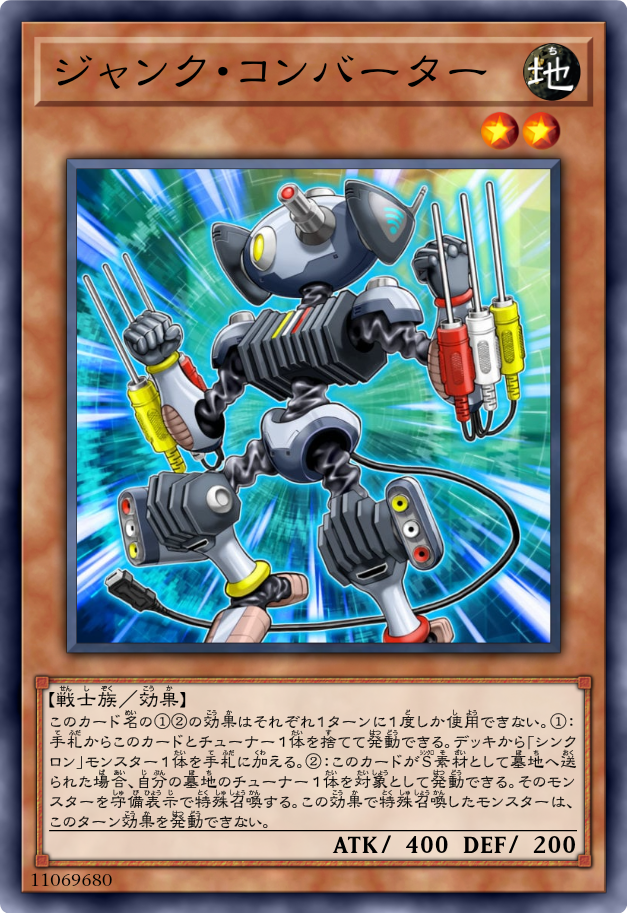 ジャンク・コンバーター
地
【戦士族/効果】
このカード名の①②の効果はそれぞれ1ターンに1度しか使用できない。①:
手札からこのカードとチューナー1体を捨てて発動できる。デッキから「シンク
ロン」モンスター1体を手札に加える。②:このカードがS素材として墓地へ送
られた場合、自分の墓地のチューナー1体を対象として発動できる。そのモン
スターを守備表示で特殊召喚する。この効果で特殊召喚したモンスターは、
このターン効果を発動できない。
ATK/ 400 DEF/ 200
11069680